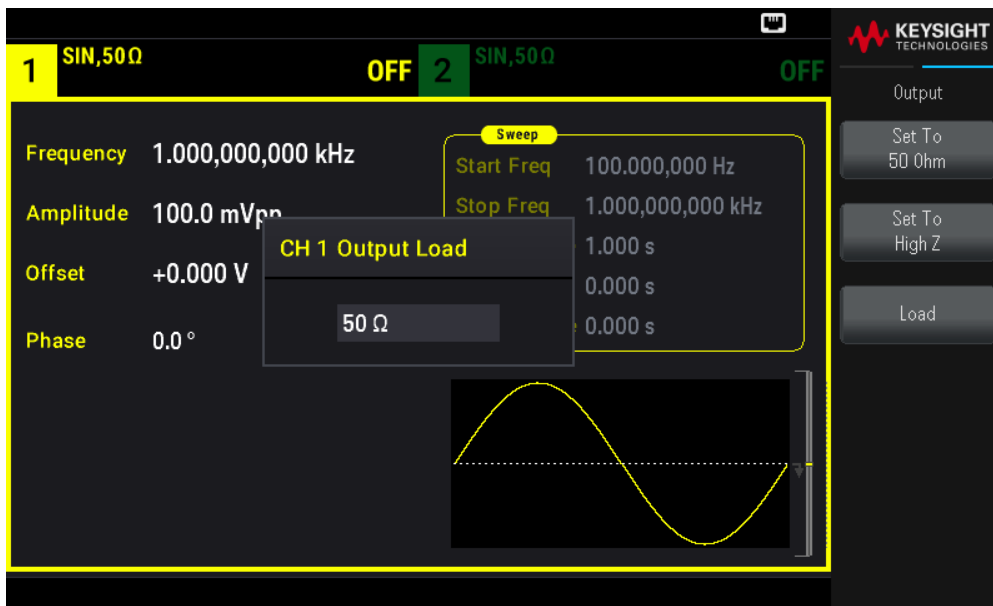 KEYSIGHT
TECHNOLOGIES
1 SIN,50Ω OFF
2 SIN,50Ω OFF
Output
Set To
50 Ohm
Set To
High Z
Load
Frequency 1.000,000,000 kHz
Amplitude 100.0 mVpp
Offset +0.000 V
Phase 0.0 °
Sweep
Start Freq 100.000,000 Hz
Stop Freq 1.000,000,000 kHz
1.000 s
0.000 s
0.000 s
CH 1 Output Load
50 Ω